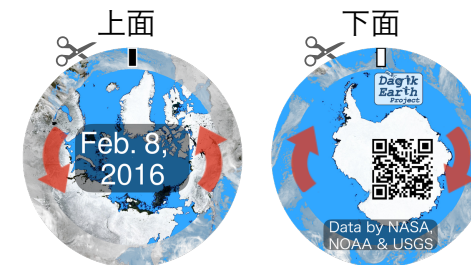 上面
下面
Feb. 8,
2016
Dagik
Earth
Project
Data by NASA,
NOAA & USGS